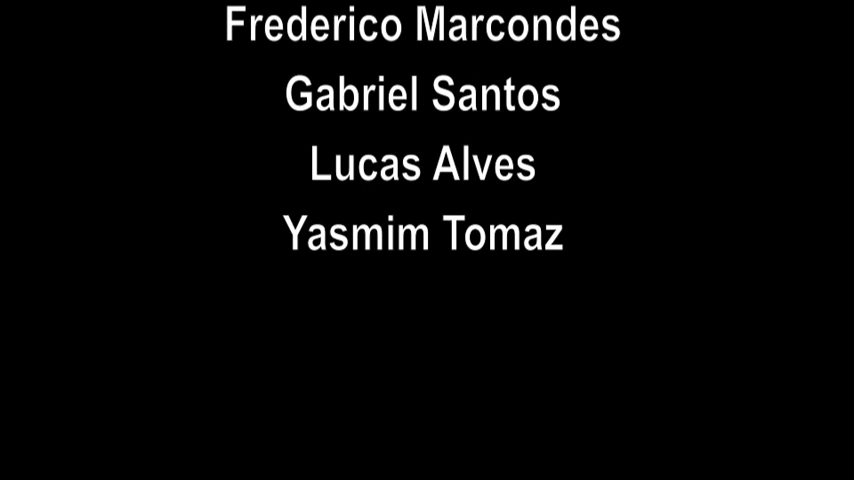 Frederico Marcondes
Gabriel Santos
Lucas Alves
Yasmim Tomaz